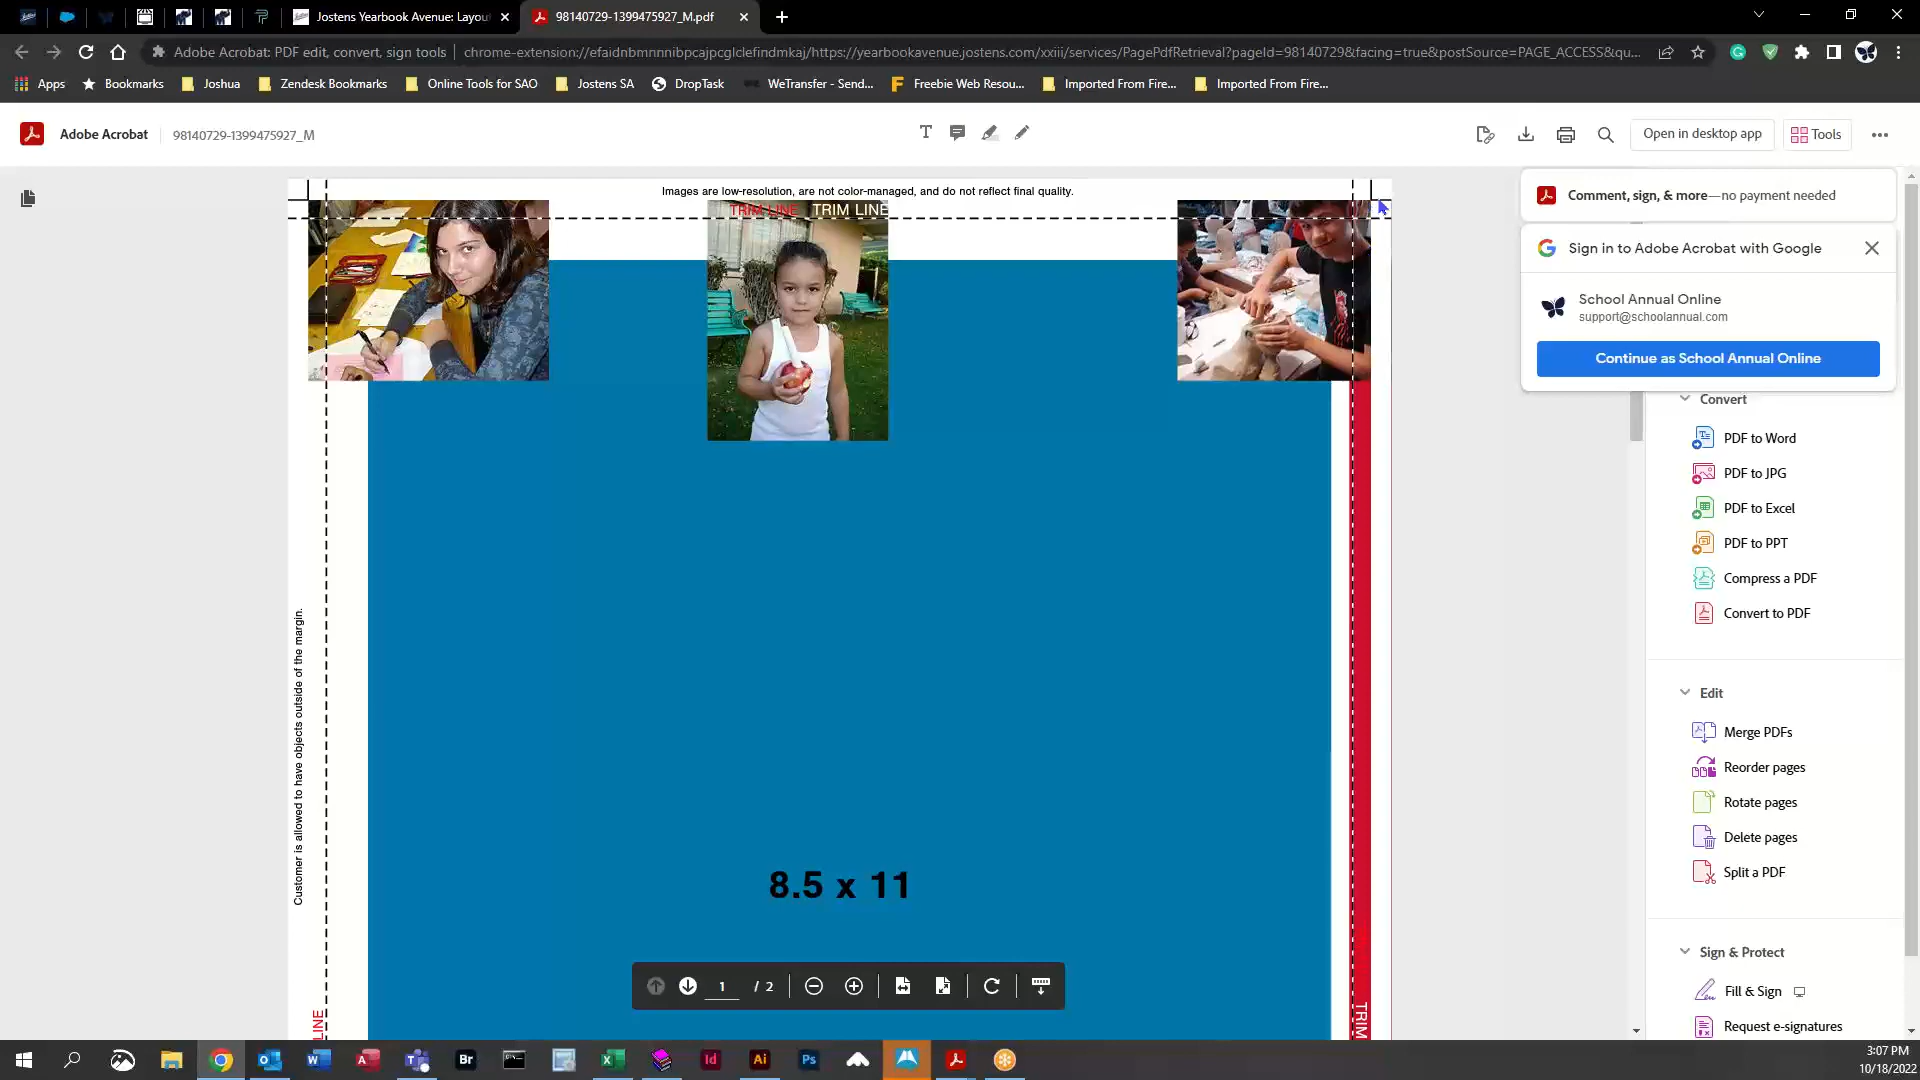 Jostens Yearbook Avenue: Layou
98140729-1399475927_M.pdf
Adobe Acrobat: PDF edit, convert, sign tools
chrome-extension://efaidnbmnnnibpcajpcglclefindmkaj/https://yearbookavenue.jostens.com/xxiii/services/PagePdfRetrieval?pageId=98140729&facing=true&postSource=PAGE_ACCESS&qu...
Apps
Bookmarks
Joshua
Zendesk Bookmarks
Online Tools for SAO
Jostens SA
DropTask
WeTransfer - Send...
Freebie Web Resou...
Imported From Fire...
Imported From Fire...
Adobe Acrobat
98140729-1399475927_M
Open in desktop app
Tools
Images are low-resolution, are not color-managed, and do not reflect final quality.
TRIM LINE TRIM LINE
Comment, sign, & more—no payment needed
Sign in to Adobe Acrobat with Google
School Annual Online
support@schoolannual.com
Continue as School Annual Online
Convert
PDF to Word
PDF to JPG
PDF to Excel
PDF to PPT
Compress a PDF
Convert to PDF
Edit
Merge PDFs
Reorder pages
Rotate pages
Delete pages
Split a PDF
Sign & Protect
Fill & Sign
Request e-signatures
Customer is allowed to have objects outside of the margin.
8.5 x 11
LINE
TRIM
1 / 2
Br
Id
Ai
Ps
3:07 PM
10/18/2022